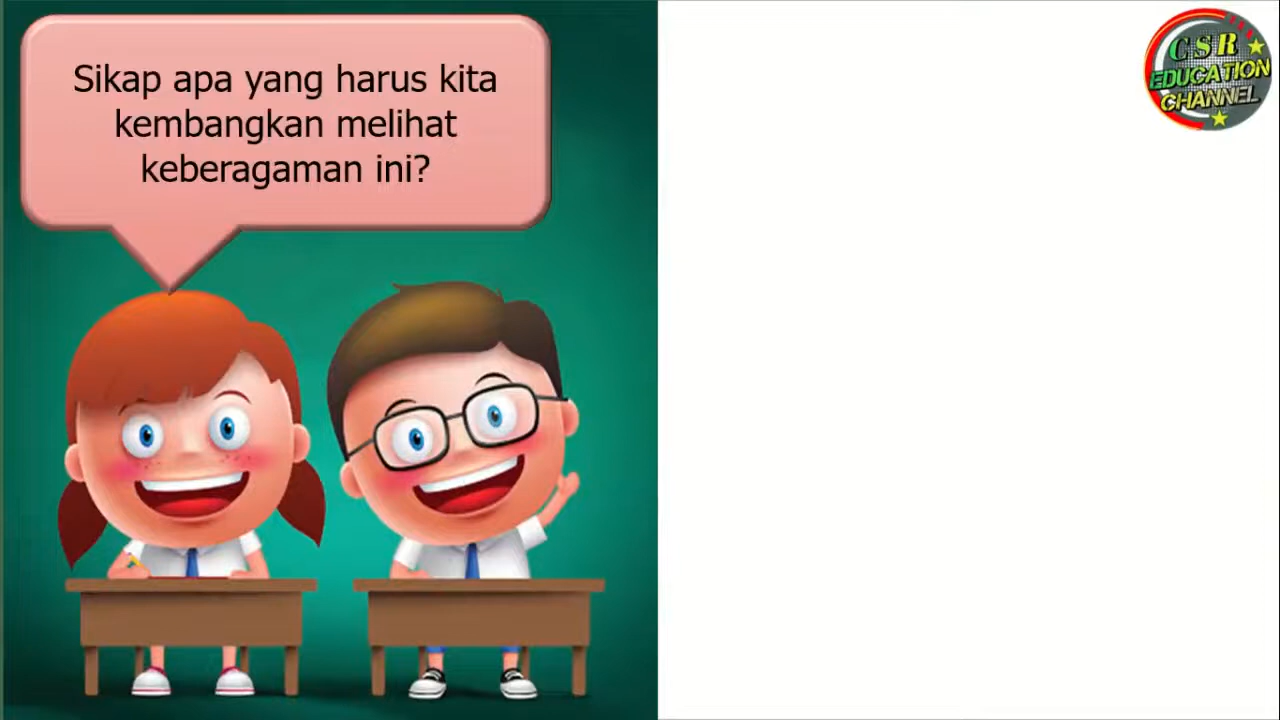 Sikap apa yang harus kita
kembangkan melihat
keberagaman ini?
CSR
EDUCATION
CHANNEL